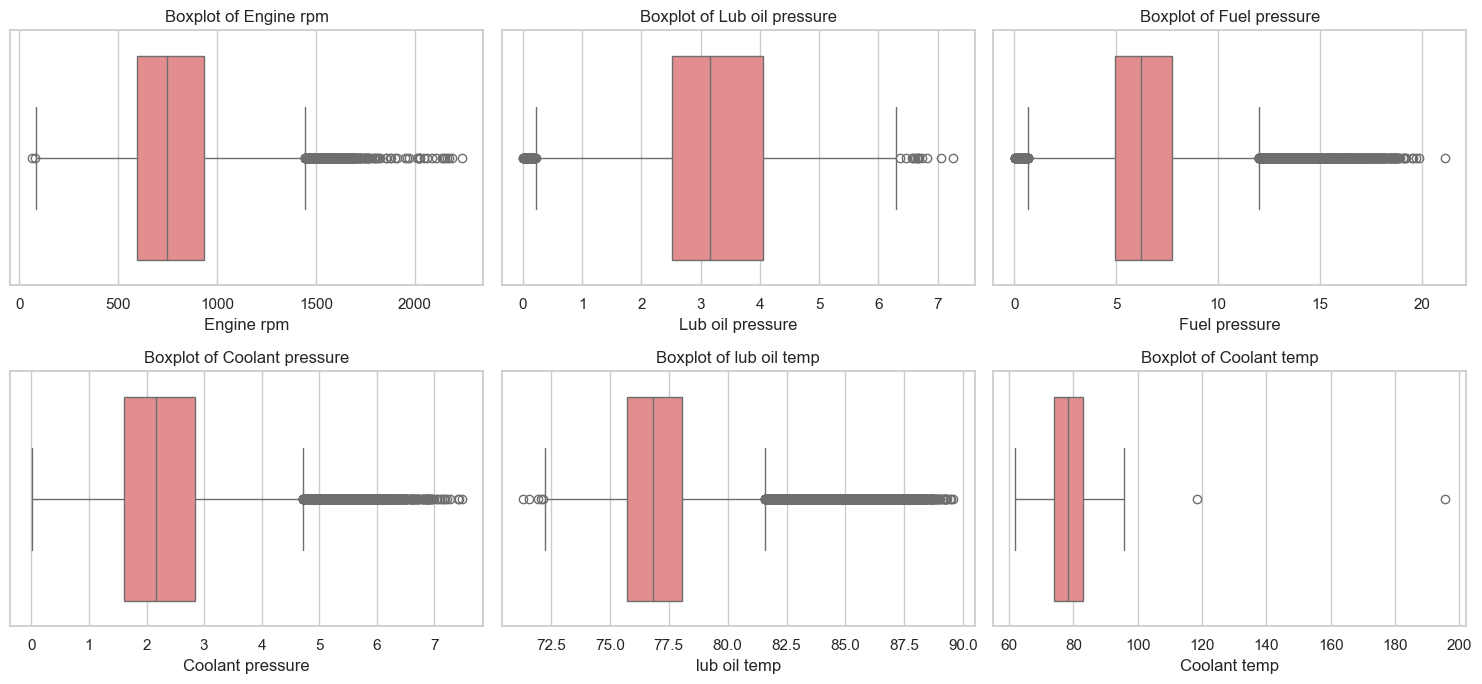 Boxplot of Engine rpm
0 500 1000 1500 2000
Engine rpm
Boxplot of Lub oil pressure
0 1 2 3 4 5 6 7
Lub oil pressure
Boxplot of Fuel pressure
0 5 10 15 20
Fuel pressure
Boxplot of Coolant pressure
0 1 2 3 4 5 6 7
Coolant pressure
Boxplot of lub oil temp
72.5 75.0 77.5 80.0 82.5 85.0 87.5 90.0
lub oil temp
Boxplot of Coolant temp
60 80 100 120 140 160 180 200
Coolant temp